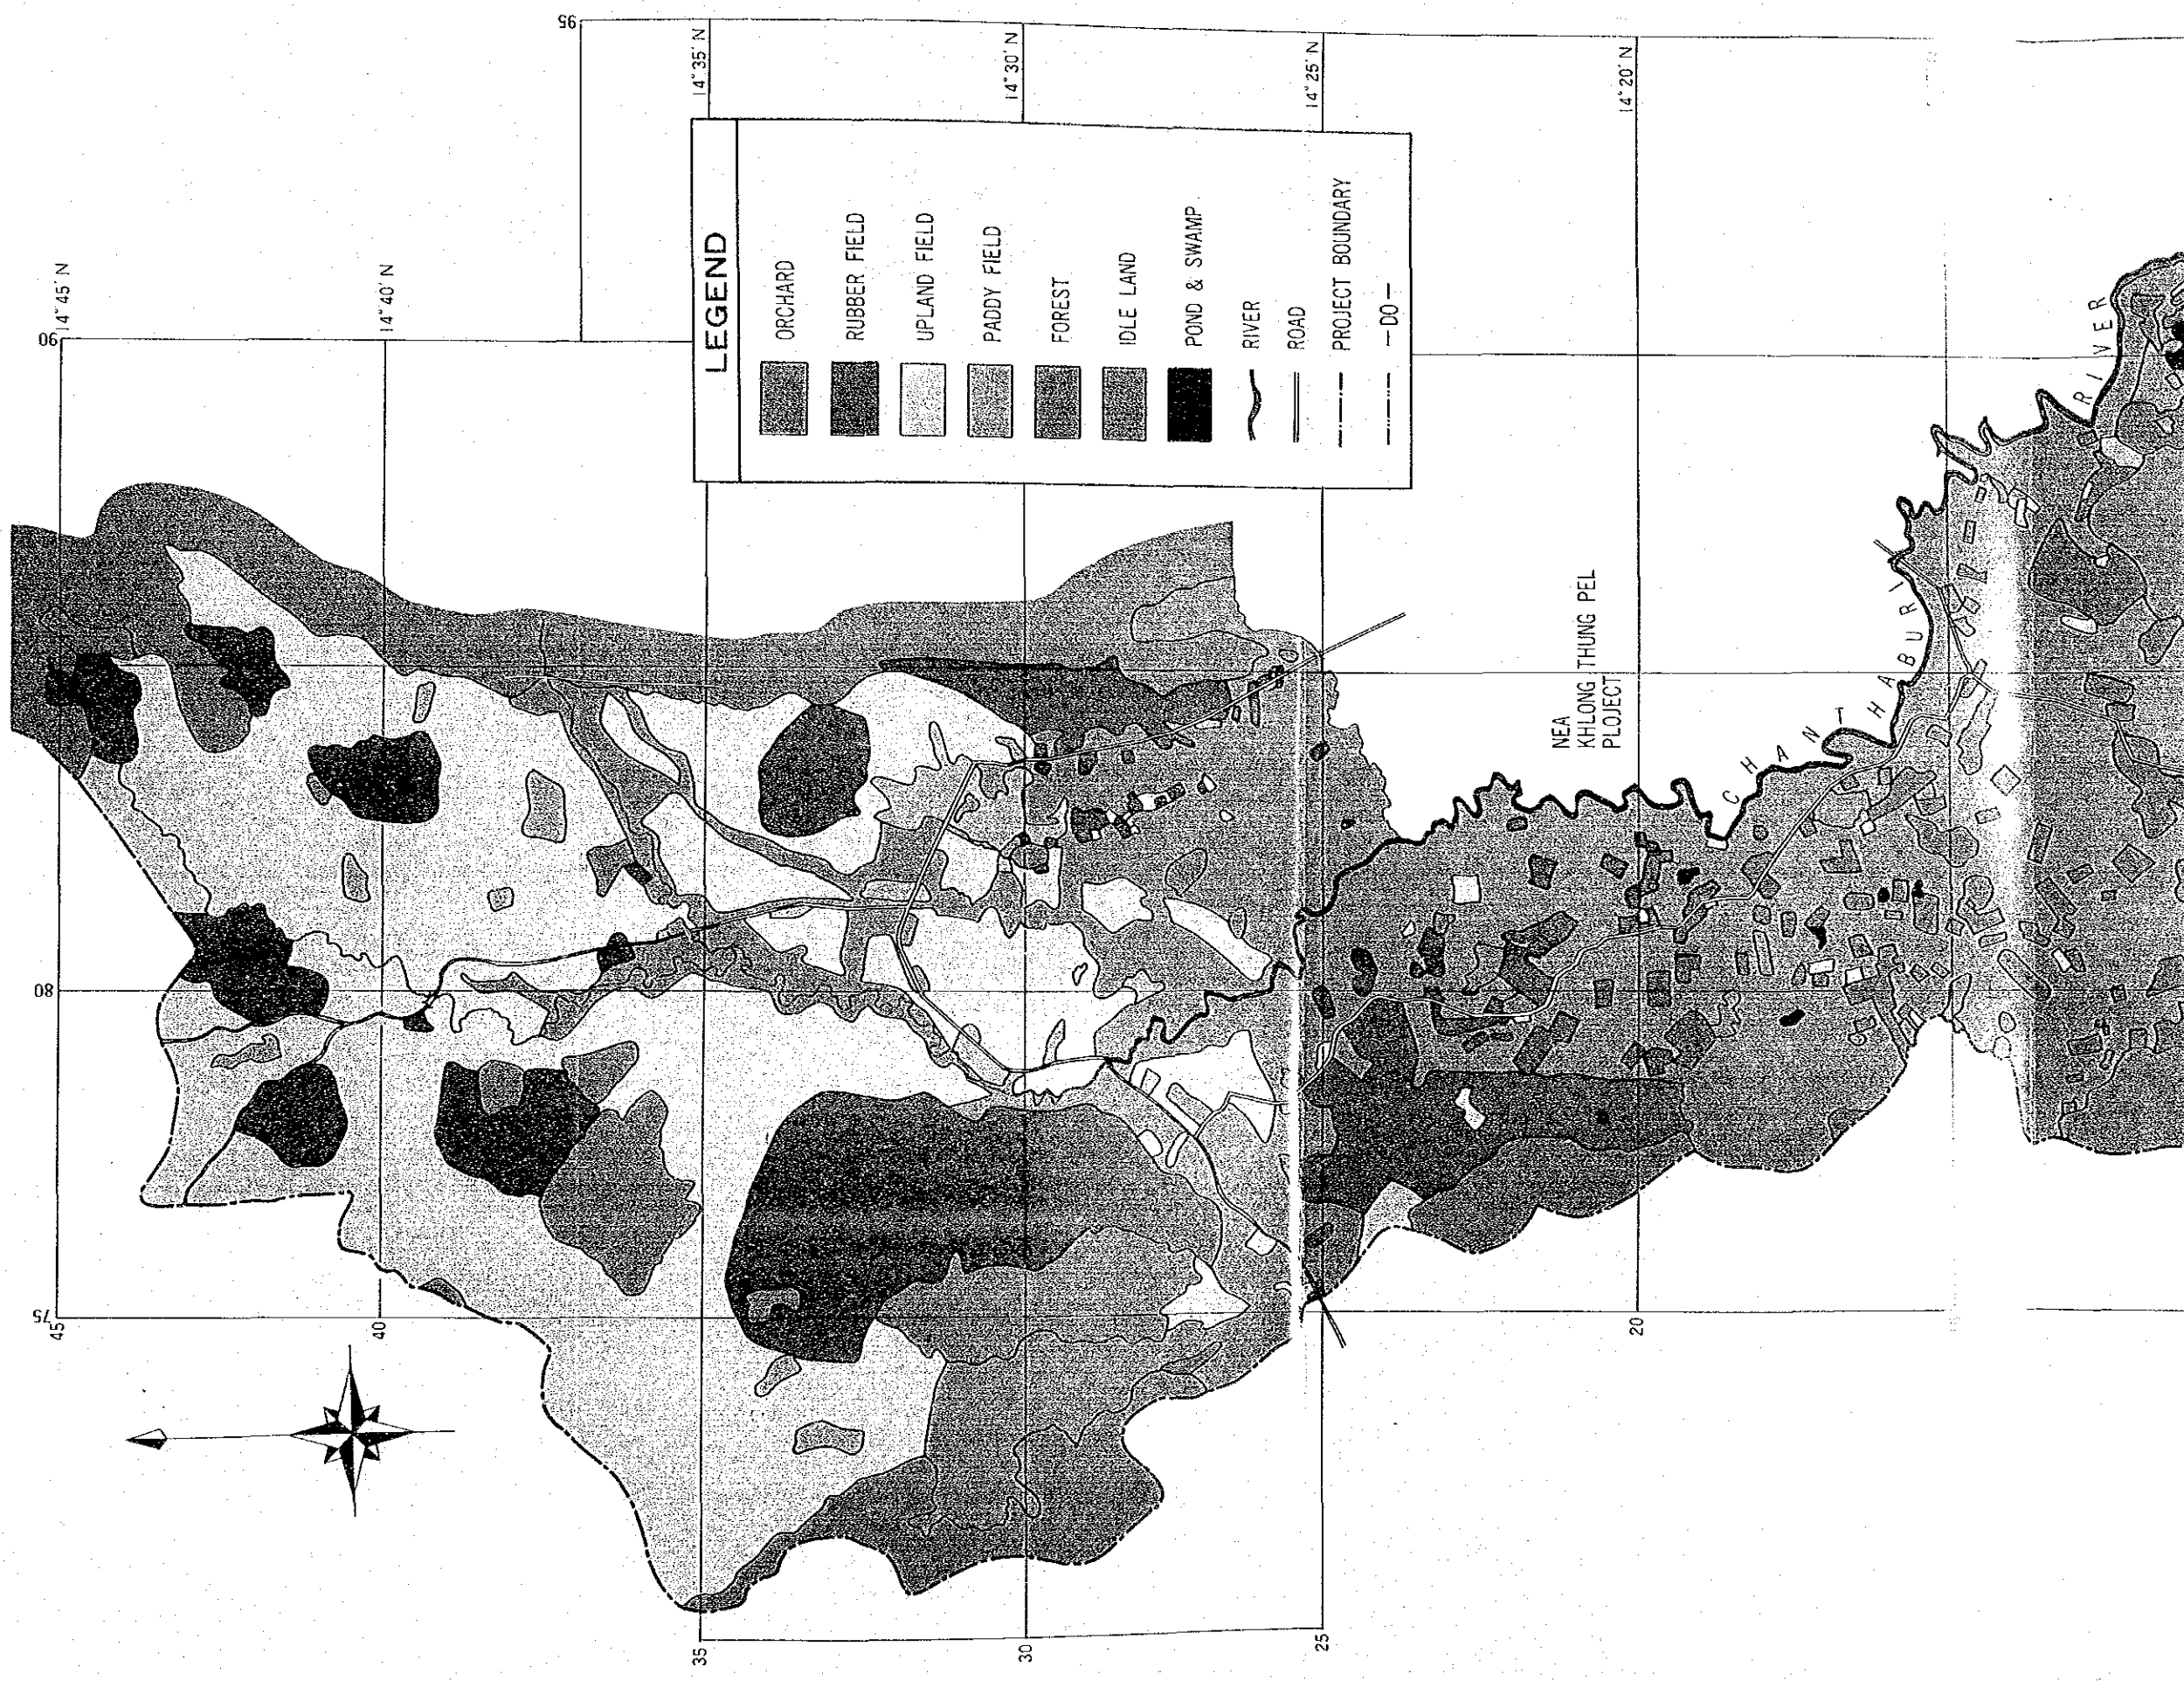 LEGEND
ORCHARD
RUBBER FIELD
UPLAND FIELD
PADDY FIELD
FOREST
IDLE LAND
POND & SWAMP
RIVER
ROAD
PROJECT BOUNDARY
—DO—
95
06
14° 45' N
14° 40' N
14° 35' N
14° 30' N
14° 25' N
14° 20' N
NEA
KHLONG THUNG PEL
PLOJECT
CHANTHABURI RIVER
08
75
45
40
35
30
25
20